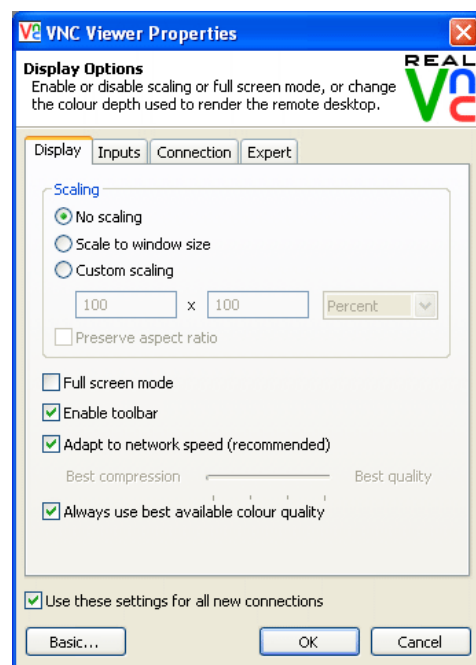 VNC Viewer Properties
Display Options
Enable or disable scaling or full screen mode, or change
the colour depth used to render the remote desktop.
REAL
VNC
Display Inputs Connection Expert
Scaling
No scaling
Scale to window size
Custom scaling
100 x 100 Percent
Preserve aspect ratio
Full screen mode
Enable toolbar
Adapt to network speed (recommended)
Best compression Best quality
Always use best available colour quality
Use these settings for all new connections
Basic... OK Cancel